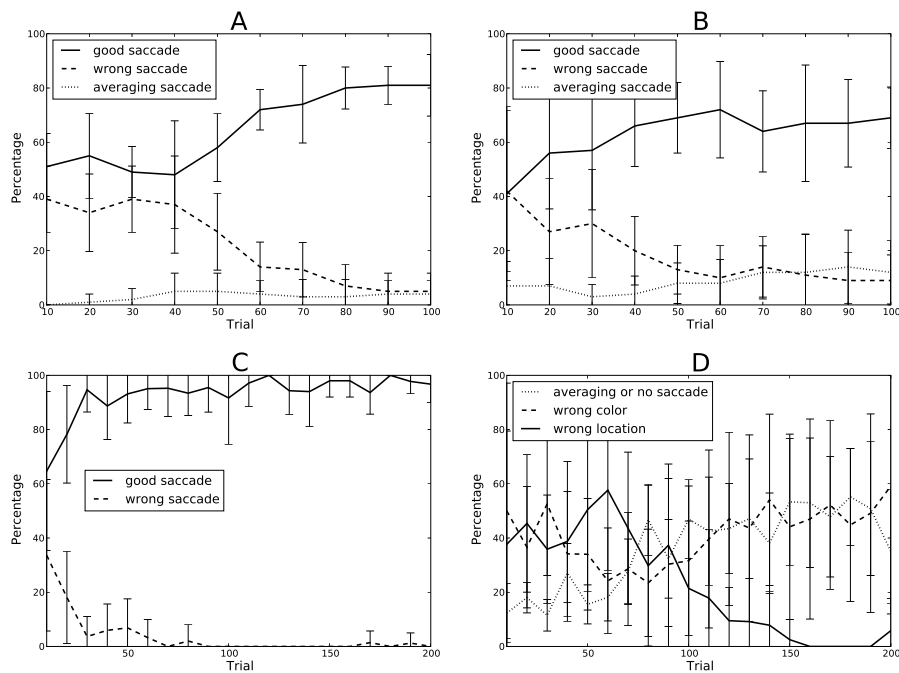 A
100
80
60
40
20
0
Percentage
good saccade
wrong saccade
averaging saccade
10 20 30 40 50 60 70 80 90 100
Trial
B
100
80
60
40
20
0
Percentage
good saccade
wrong saccade
averaging saccade
10 20 30 40 50 60 70 80 90 100
Trial
C
100
80
60
40
20
0
Percentage
good saccade
wrong saccade
50 100 150 200
Trial
D
100
80
60
40
20
0
Percentage
averaging or no saccade
wrong color
wrong location
50 100 150 200
Trial